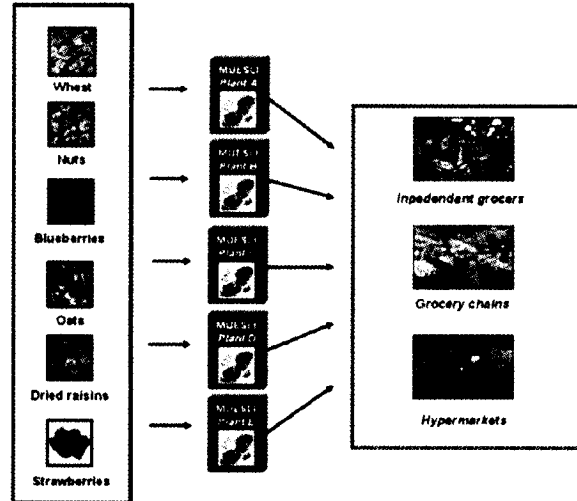 Wheat
Nuts
Blueberries
Oats
Dried raisins
Strawberries
MUESLI
Plant A
MUESLI
Plant B
MUESLI
Plant
MUESLI
Plant D
MUESLI
Plant E
Inpedendent grocers
Grocery chains
Hypermarkets